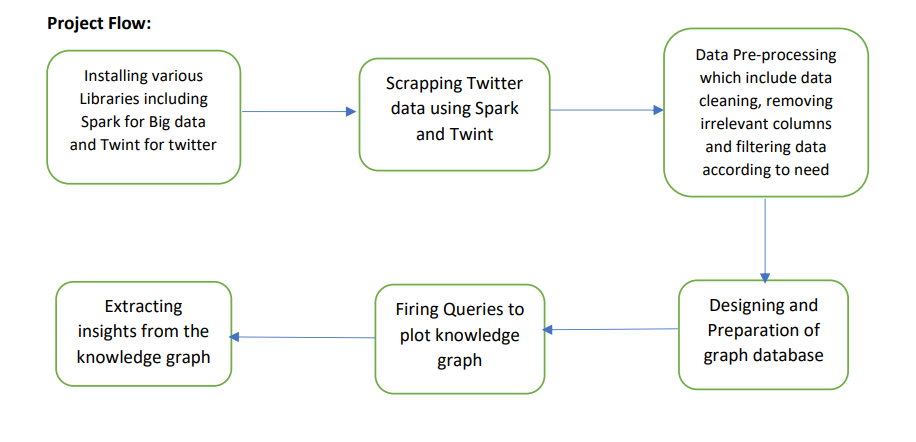 Project Flow:
Installing various
Libraries including
Spark for Big data
and Twint for twitter
Scrapping Twitter
data using Spark
and Twint
Data Pre-processing
which include data
cleaning, removing
irrelevant columns
and filtering data
according to need
Designing and
Preparation of
graph database
Firing Queries to
plot knowledge
graph
Extracting
insights from the
knowledge graph